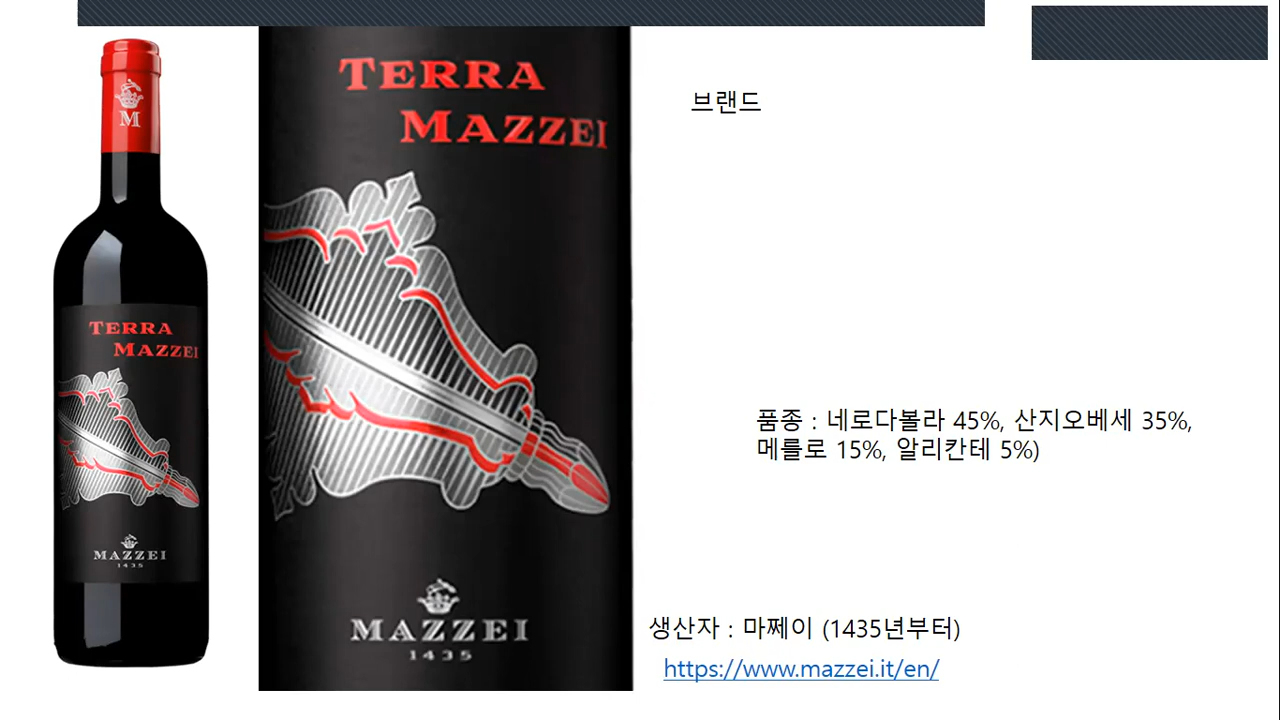 M
TERRA
MAZZEI
MAZZEI
1435
TERRA
MAZZEI
MAZZEI
1435
브랜드
품종 : 네로다볼라 45%, 산지오베세 35%,
메를로 15%, 알리칸테 5%)
생산자 : 마쩨이 (1435년부터)
https://www.mazzei.it/en/